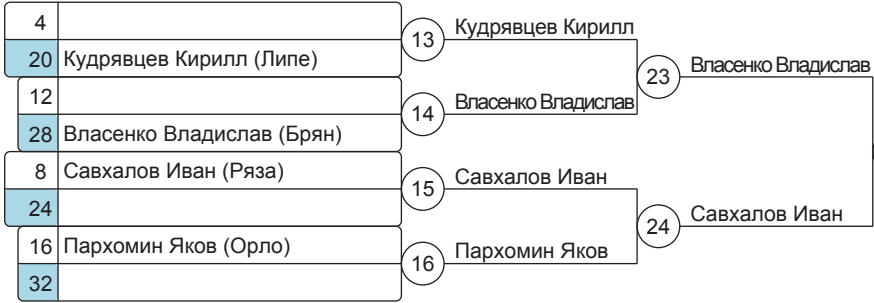 4
13
Кудрявцев Кирилл
20 Кудрявцев Кирилл (Липе)
23
Власенко Владислав
12
14
Власенко Владислав
28 Власенко Владислав (Брян)
8 Савхалов Иван (Ряза)
15
Савхалов Иван
24
24
Савхалов Иван
16 Пархомин Яков (Орло)
16
Пархомин Яков
32